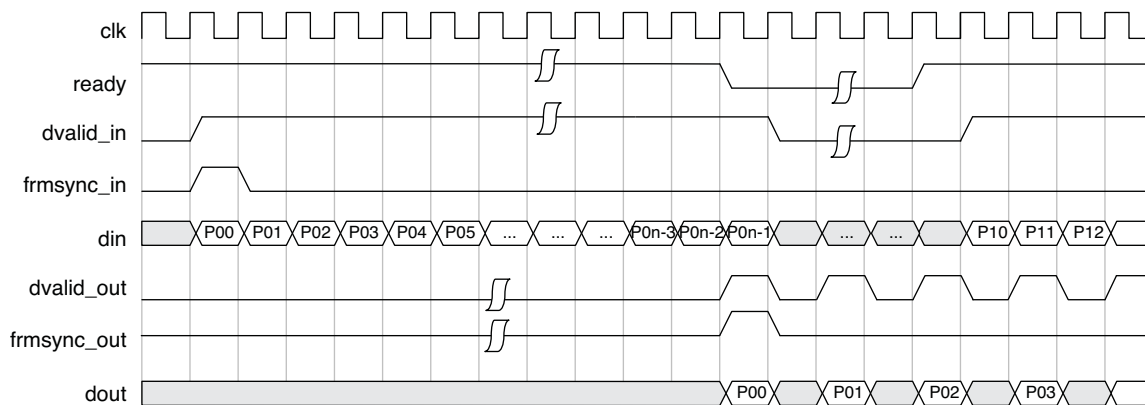 clk
ready
dvalid_in
frmsync_in
din P00 P01 P02 P03 P04 P05 ... ... ... P0n-3 P0n-2 P0n-1 ... ... P10 P11 P12
dvalid_out
frmsync_out
dout P00 P01 P02 P03